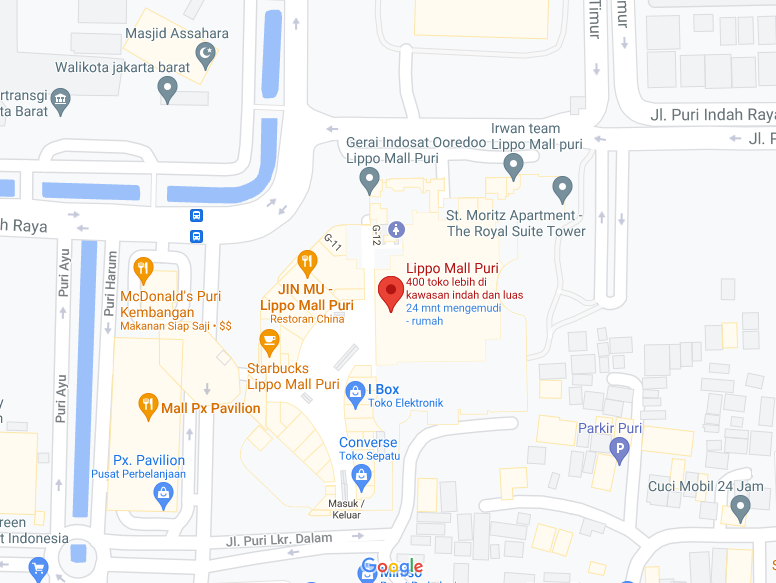 Masjid Assahara
Walikota jakarta barat
rtransgi
ta Barat
Timur
mur
Jl. Puri Indah Raya
Jl. P
Irwan team
Lippo Mall puri
Gerai Indosat Ooredoo
Lippo Mall Puri
St. Moritz Apartment -
The Royal Suite Tower
h Raya
G-11
G-12
Lippo Mall Puri
400 toko lebih di
kawasan indah dan luas
24 mnt mengemudi
- rumah
JIN MU -
Lippo Mall Puri
Restoran China
McDonald's Puri
Kembangan
Makanan Siap Saji • $$
Puri Ayu
Puri Harum
Starbucks
Lippo Mall Puri
I Box
Toko Elektronik
Puri Ayu
Mall Px Pavilion
Parkir Puri
P
Converse
Toko Sepatu
Px. Pavilion
Pusat Perbelanjaan
Cuci Mobil 24 Jam
Masuk /
Keluar
reen
t Indonesia
Jl. Puri Lkr. Dalam
Google